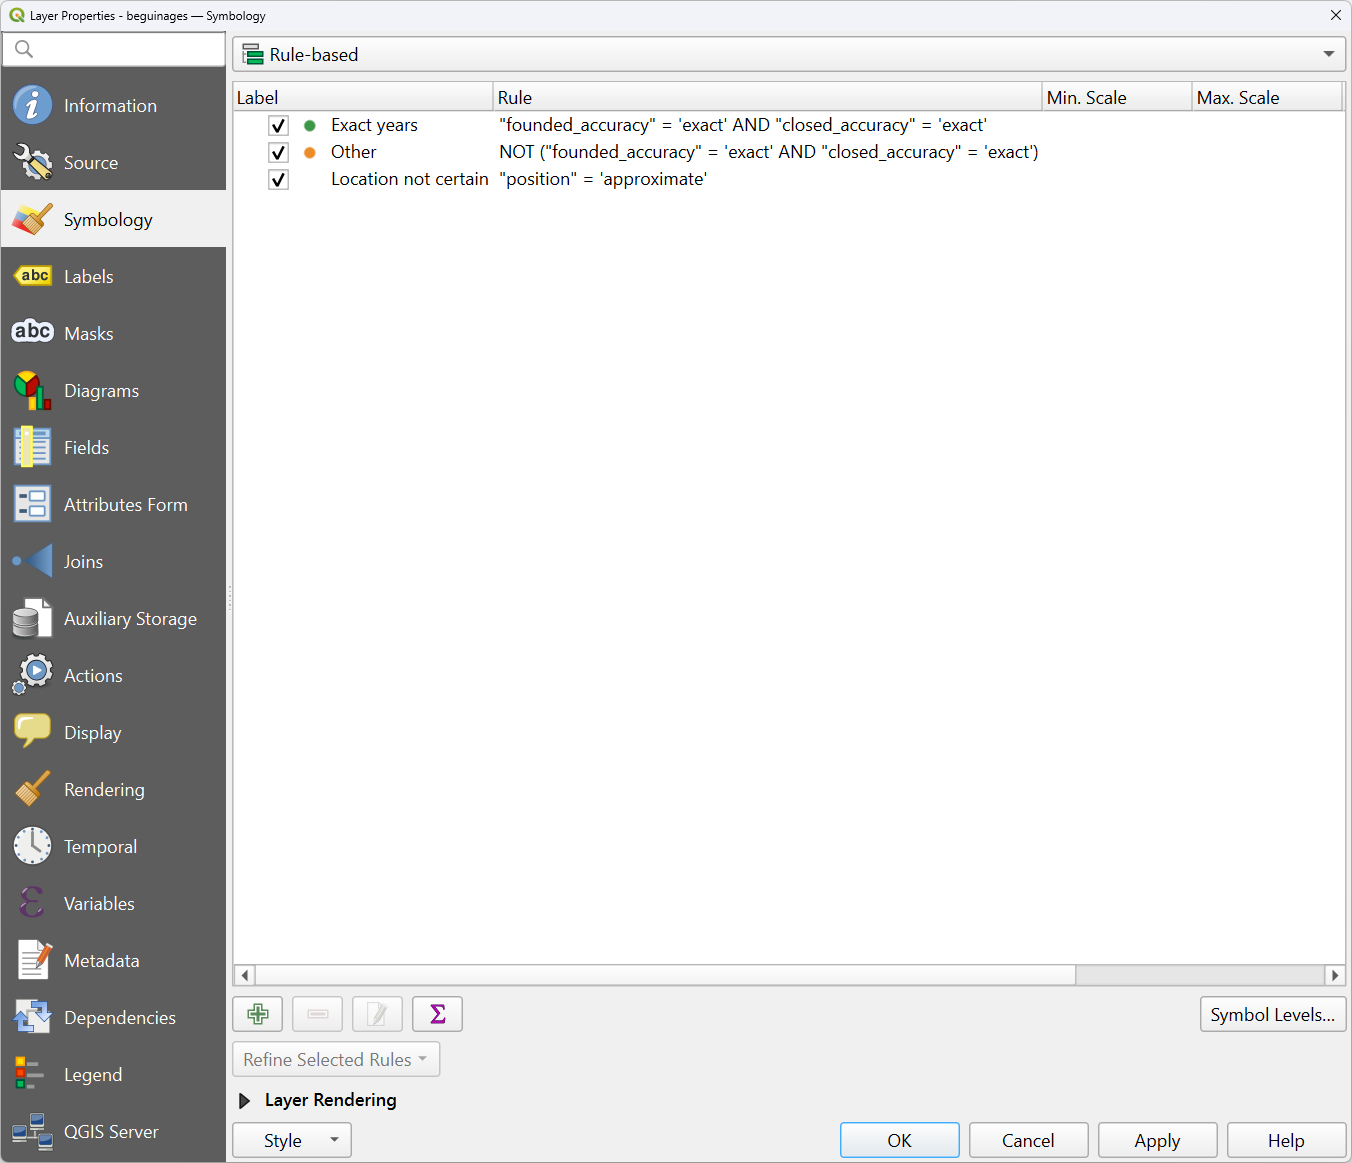 Layer Properties - beguinages — Symbology
Rule-based
Label Rule Min. Scale Max. Scale
Exact years "founded_accuracy" = 'exact' AND "closed_accuracy" = 'exact'
Other NOT ("founded_accuracy" = 'exact' AND "closed_accuracy" = 'exact')
Location not certain "position" = 'approximate'
Information
Source
Symbology
abc Labels
abc Masks
Diagrams
Fields
Attributes Form
Joins
Auxiliary Storage
Actions
Display
Rendering
Temporal
ε Variables
Metadata
Dependencies
Legend
QGIS Server
Σ
Symbol Levels...
Refine Selected Rules
Layer Rendering
Style OK Cancel Apply Help